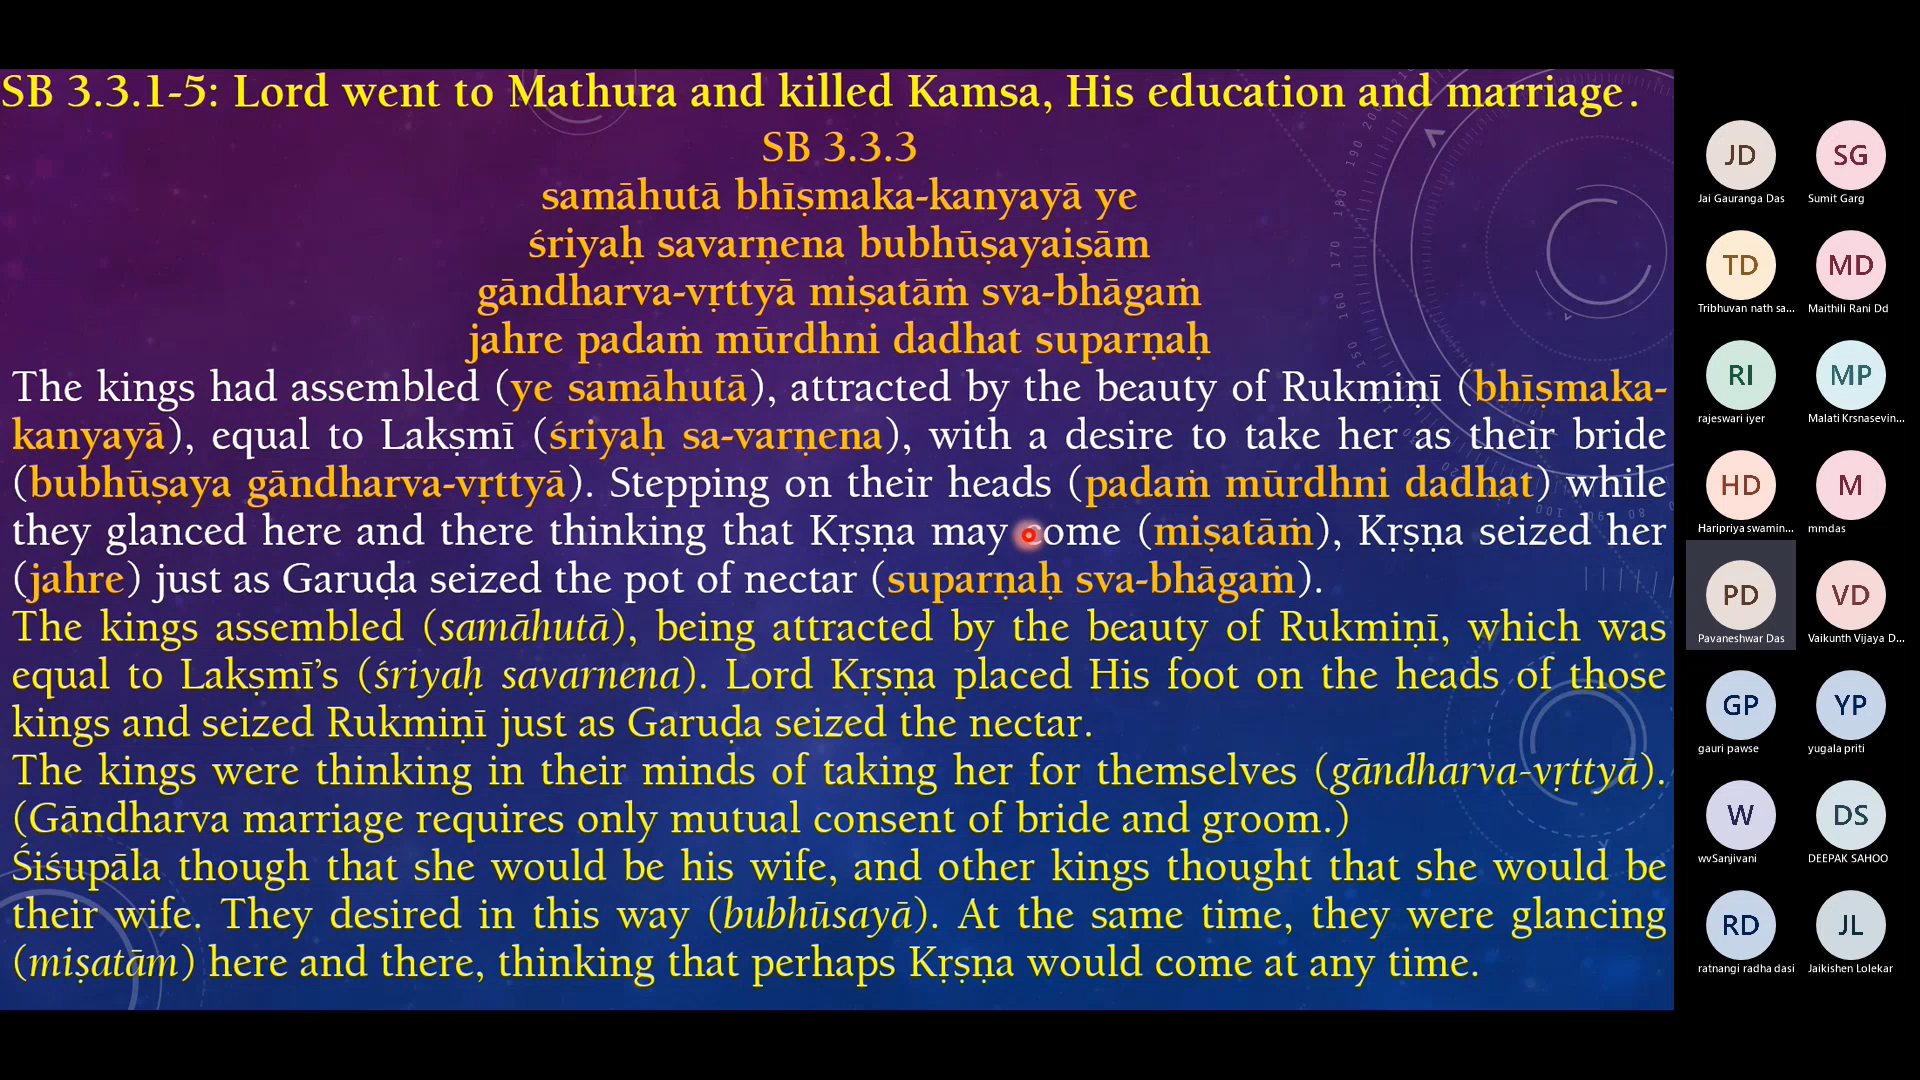 SB 3.3.1-5: Lord went to Mathura and killed Kamsa, His education and marriage.
SB 3.3.3
samāhutā bhīṣmaka-kanyayā ye
śriyaḥ savarṇena bubhūṣayaiṣām
gāndharva-vṛttyā miṣatāṁ sva-bhāgaṁ
jahre padaṁ mūrdhni dadhat suparṇaḥ
The kings had assembled (ye samāhutā), attracted by the beauty of Rukmiṇī (bhīṣmaka-
kanyayā), equal to Lakṣmī (śriyaḥ sa-varṇena), with a desire to take her as their bride
(bubhūṣaya gāndharva-vṛttyā). Stepping on their heads (padaṁ mūrdhni dadhat) while
they glanced here and there thinking that Kṛṣṇa may come (miṣatāṁ), Kṛṣṇa seized her
(jahre) just as Garuḍa seized the pot of nectar (suparṇaḥ sva-bhāgaṁ).
The kings assembled (samāhutā), being attracted by the beauty of Rukmiṇī, which was
equal to Lakṣmī's (śriyaḥ savarnena). Lord Kṛṣṇa placed His foot on the heads of those
kings and seized Rukmiṇī just as Garuḍa seized the nectar.
The kings were thinking in their minds of taking her for themselves (gāndharva-vṛttyā).
(Gāndharva marriage requires only mutual consent of bride and groom.)
Śiśupāla though that she would be his wife, and other kings thought that she would be
their wife. They desired in this way (bubhūsayā). At the same time, they were glancing
(miṣatām) here and there, thinking that perhaps Kṛṣṇa would come at any time.
JD SG
Jai Gauranga Das Sumit Garg
TD MD
Tribhuvan nath sa... Maithili Rani Dd
RI MP
rajeswari iyer Malati Krsnasevin...
HD M
Haripriya swamin... mmdas
PD VD
Pavaneshwar Das Vaikunth Vijaya D...
GP YP
gauri pawse yugala priti
W DS
wvSanjivani DEEPAK SAHOO
RD JL
ratnangi radha dasi Jaikishen Lolekar